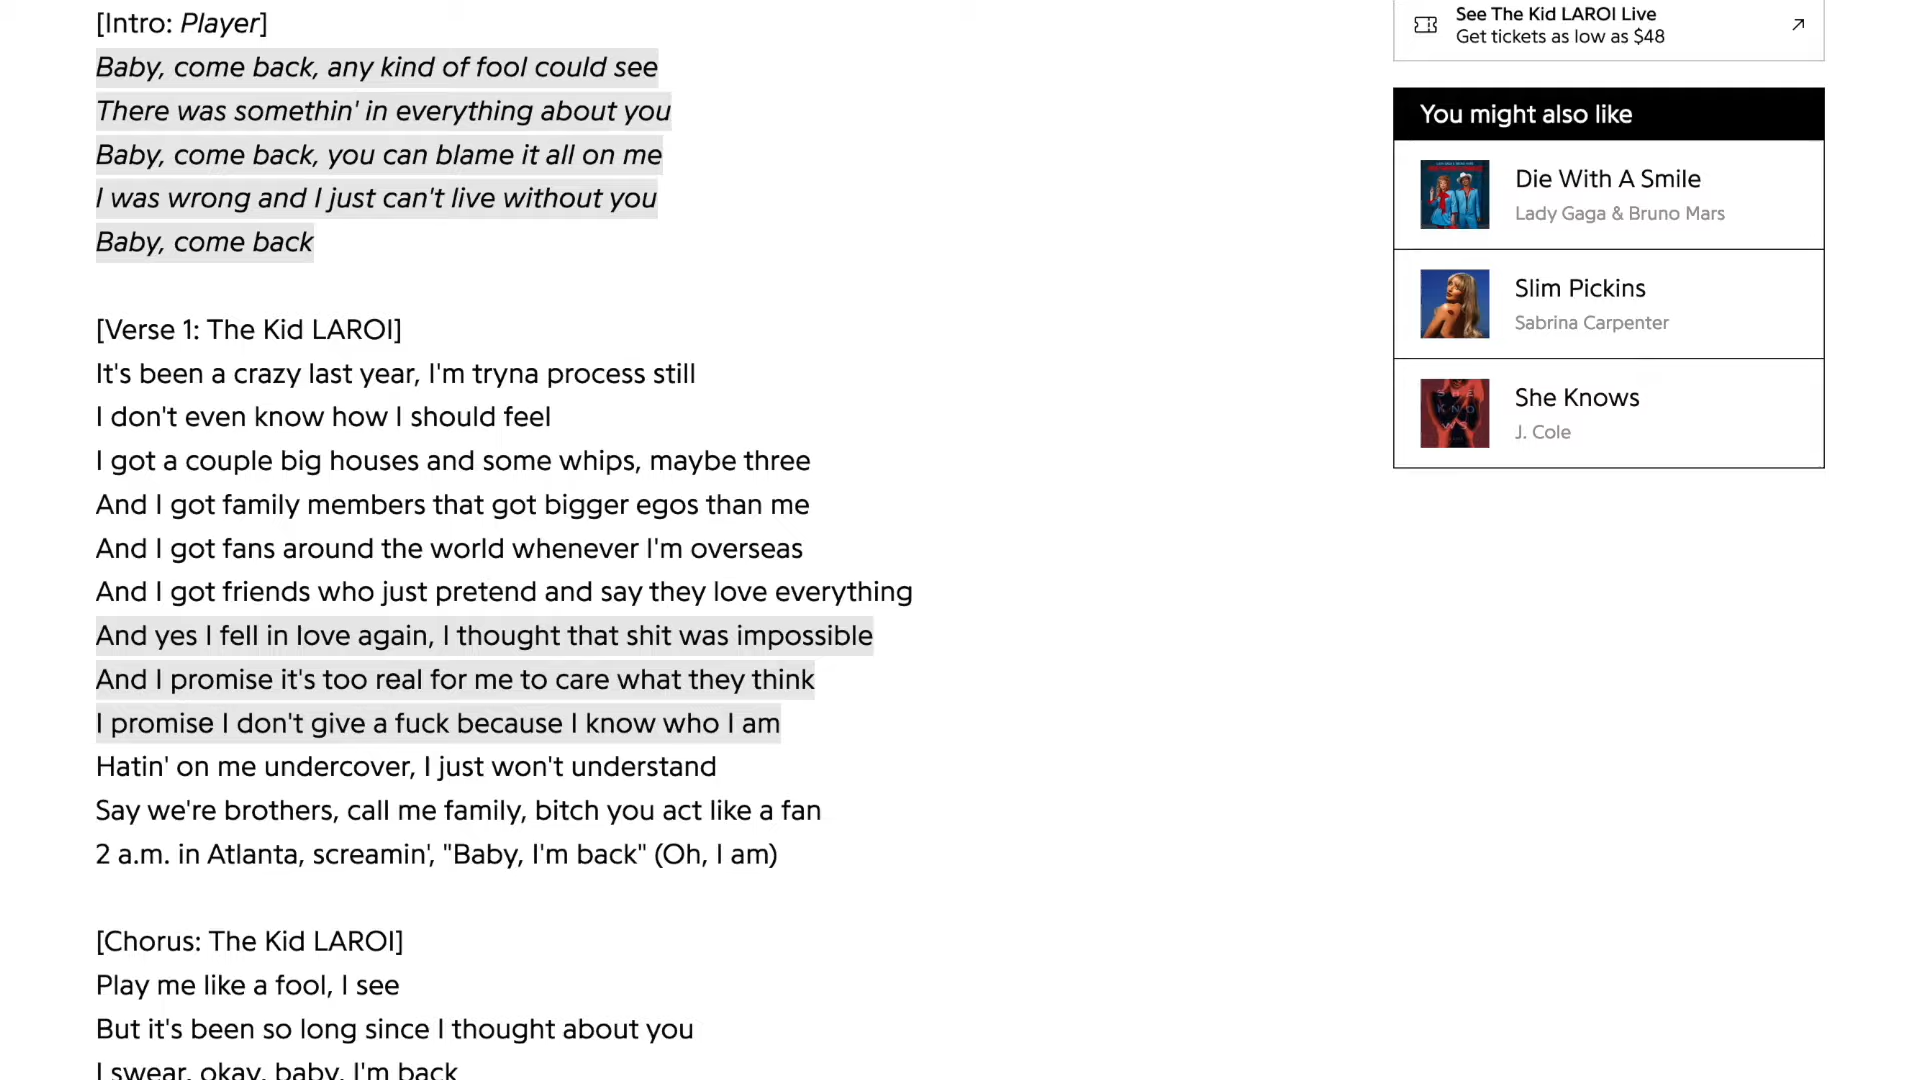 [Intro: Player]
Baby, come back, any kind of fool could see
There was somethin' in everything about you
Baby, come back, you can blame it all on me
I was wrong and I just can't live without you
Baby, come back
[Verse 1: The Kid LAROI]
It's been a crazy last year, I'm tryna process still
I don't even know how I should feel
I got a couple big houses and some whips, maybe three
And I got family members that got bigger egos than me
And I got fans around the world whenever I'm overseas
And I got friends who just pretend and say they love everything
And yes I fell in love again, I thought that shit was impossible
And I promise it's too real for me to care what they think
I promise I don't give a fuck because I know who I am
Hatin' on me undercover, I just won't understand
Say we're brothers, call me family, bitch you act like a fan
2 a.m. in Atlanta, screamin', "Baby, I'm back" (Oh, I am)
[Chorus: The Kid LAROI]
Play me like a fool, I see
But it's been so long since I thought about you
I swear, okay, baby, I'm back
See The Kid LAROI Live
Get tickets as low as $48
You might also like
Die With A Smile
Lady Gaga & Bruno Mars
Slim Pickins
Sabrina Carpenter
She Knows
J. Cole